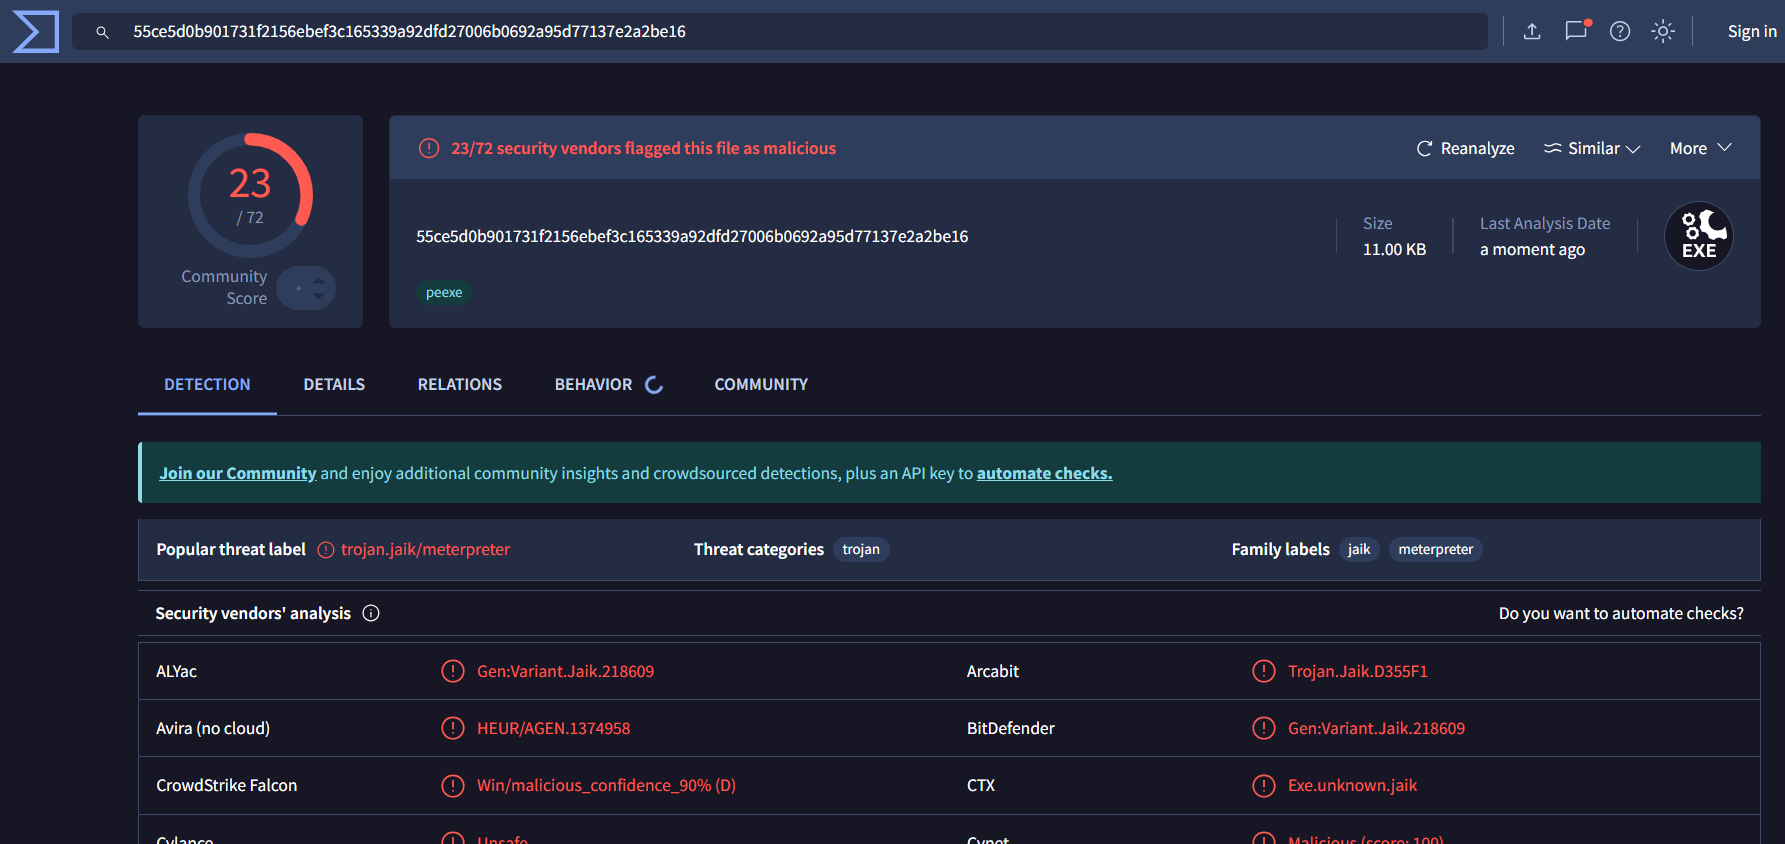 55ce5d0b901731f2156ebef3c165339a92dfd27006b0692a95d77137e2a2be16
Sign in
23
/ 72
Community
Score
23/72 security vendors flagged this file as malicious
Reanalyze
Similar
More
55ce5d0b901731f2156ebef3c165339a92dfd27006b0692a95d77137e2a2be16
peexe
Size
11.00 KB
Last Analysis Date
a moment ago
EXE
DETECTION
DETAILS
RELATIONS
BEHAVIOR
COMMUNITY
Join our Community and enjoy additional community insights and crowdsourced detections, plus an API key to automate checks.
Popular threat label trojan.jaik/meterpreter
Threat categories trojan
Family labels jaik meterpreter
Security vendors' analysis
Do you want to automate checks?
ALYac Gen:Variant.Jaik.218609 Arcabit Trojan.Jaik.D355F1
Avira (no cloud) HEUR/AGEN.1374958 BitDefender Gen:Variant.Jaik.218609
CrowdStrike Falcon Win/malicious_confidence_90% (D) CTX Exe.unknown.jaik
Cylance Unsafe Cynet Malicious (score: 100)